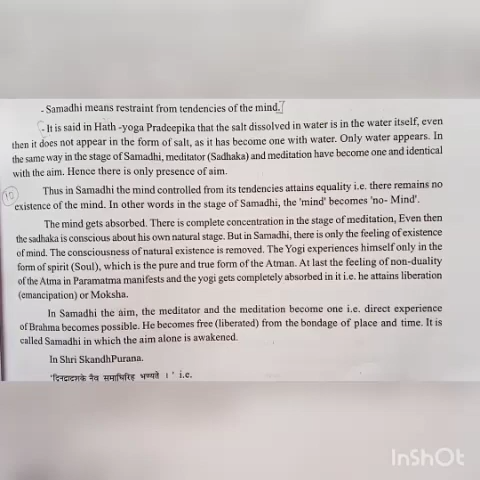 - Samadhi means restraint from tendencies of the mind.]
- It is said in Hath -yoga Pradeepika that the salt dissolved in water is in the water itself, even
then it does not appear in the form of salt, as it has become one with water. Only water appears. In
the same way in the stage of Samadhi, meditator (Sadhaka) and meditation have become one and identical
with the aim. Hence there is only presence of aim.
Thus in Samadhi the mind controlled from its tendencies attains equality i.e. there remains no
existence of the mind. In other words in the stage of Samadhi, the 'mind' becomes 'no- Mind'.
The mind gets absorbed. There is complete concentration in the stage of meditation, Even then
the sadhaka is conscious about his own natural stage. But in Samadhi, there is only the feeling of existence
of mind. The consciousness of natural existence is removed. The Yogi experiences himself only in the
form of spirit (Soul), which is the pure and true form of the Atman. At last the feeling of non-duality
of the Atma in Paramatma manifests and the yogi gets completely absorbed in it i.e. he attains liberation
(emancipation) or Moksha.
In Samadhi the aim, the meditator and the meditation become one i.e. direct experience
of Brahma becomes possible. He becomes free (liberated) from the bondage of place and time. It is
called Samadhi in which the aim alone is awakened.
In Shri SkandhPurana.
'दिनद्वादशके नैव समाधिरिह भण्यते । ' i.e.
InShOt